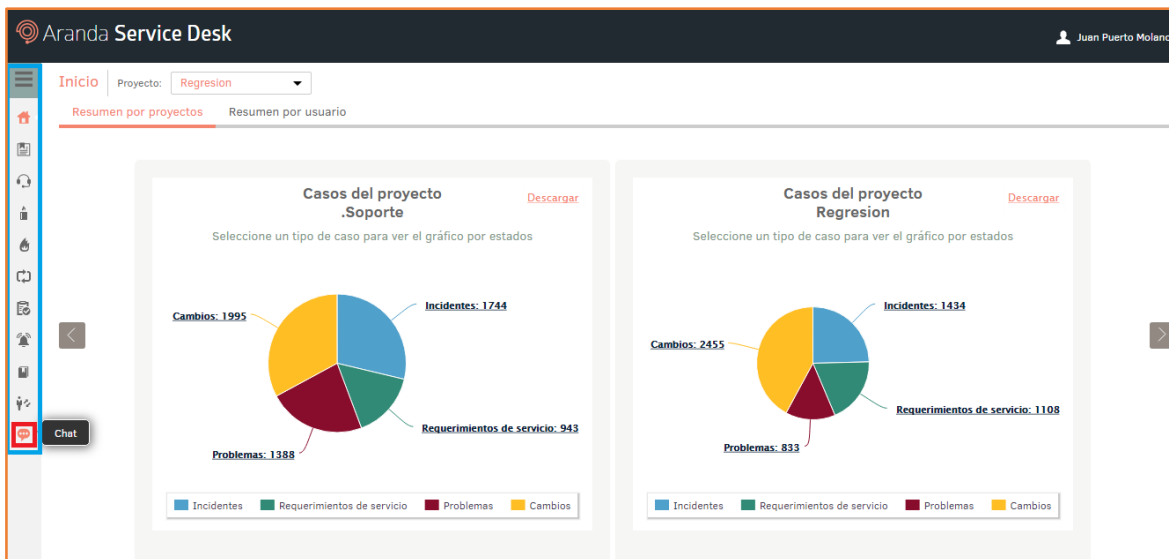 Aranda Service Desk
Juan Puerto Molano
Inicio Proyecto: Regresion
Resumen por proyectos Resumen por usuario
Casos del proyecto
.Soporte
Descargar
Seleccione un tipo de caso para ver el gráfico por estados
Incidentes: 1744
Cambios: 1995
Requerimientos de servicio: 943
Problemas: 1388
Incidentes Requerimientos de servicio Problemas Cambios
Casos del proyecto
Regresion
Descargar
Seleccione un tipo de caso para ver el gráfico por estados
Incidentes: 1434
Cambios: 2455
Requerimientos de servicio: 1108
Problemas: 833
Incidentes Requerimientos de servicio Problemas Cambios
Chat